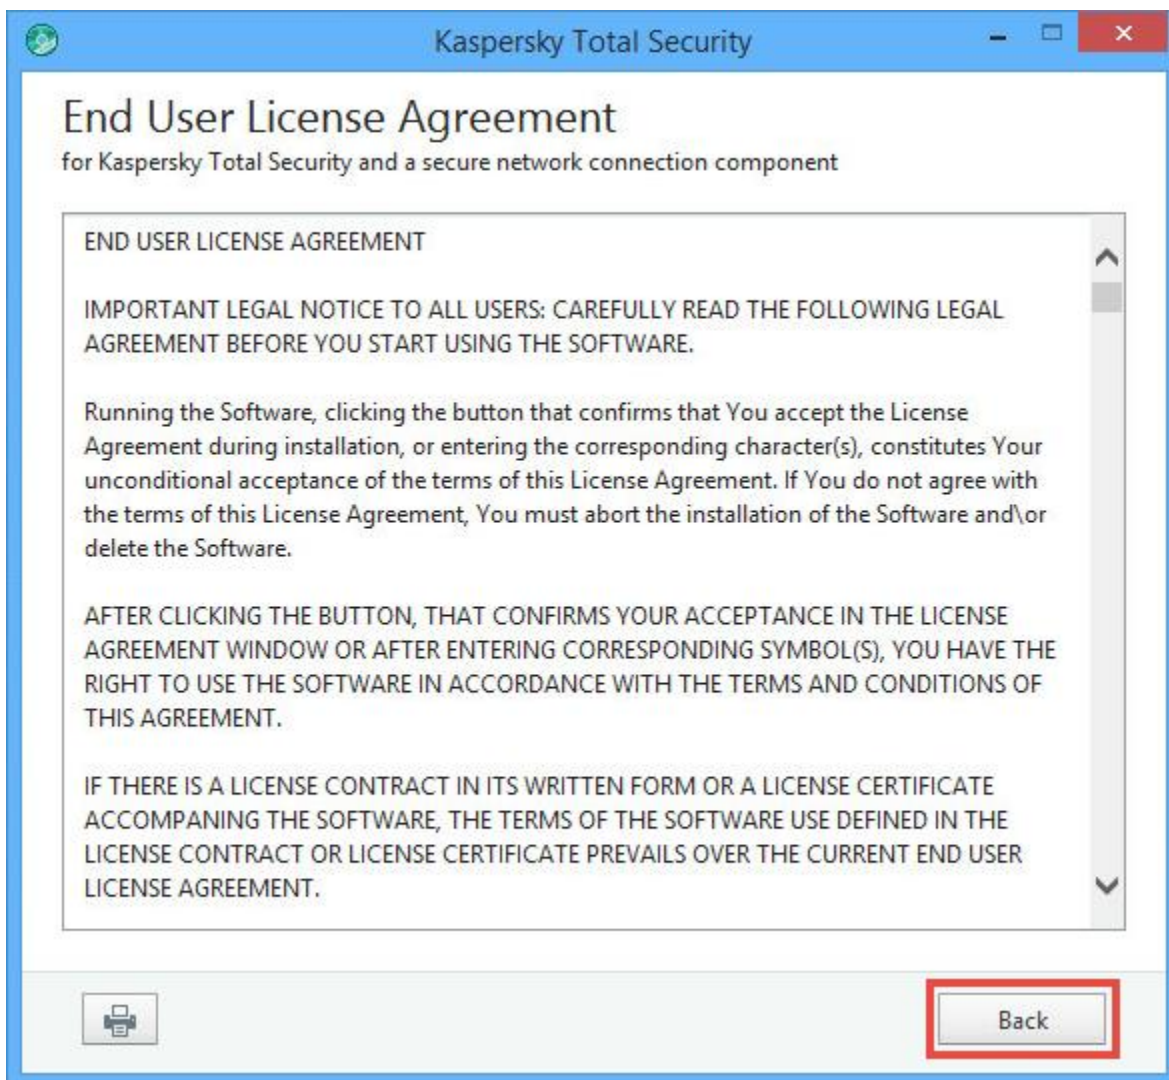 Kaspersky Total Security
End User License Agreement
for Kaspersky Total Security and a secure network connection component
END USER LICENSE AGREEMENT
IMPORTANT LEGAL NOTICE TO ALL USERS: CAREFULLY READ THE FOLLOWING LEGAL
AGREEMENT BEFORE YOU START USING THE SOFTWARE.
Running the Software, clicking the button that confirms that You accept the License
Agreement during installation, or entering the corresponding character(s), constitutes Your
unconditional acceptance of the terms of this License Agreement. If You do not agree with
the terms of this License Agreement, You must abort the installation of the Software and\or
delete the Software.
AFTER CLICKING THE BUTTON, THAT CONFIRMS YOUR ACCEPTANCE IN THE LICENSE
AGREEMENT WINDOW OR AFTER ENTERING CORRESPONDING SYMBOL(S), YOU HAVE THE
RIGHT TO USE THE SOFTWARE IN ACCORDANCE WITH THE TERMS AND CONDITIONS OF
THIS AGREEMENT.
IF THERE IS A LICENSE CONTRACT IN ITS WRITTEN FORM OR A LICENSE CERTIFICATE
ACCOMPANING THE SOFTWARE, THE TERMS OF THE SOFTWARE USE DEFINED IN THE
LICENSE CONTRACT OR LICENSE CERTIFICATE PREVAILS OVER THE CURRENT END USER
LICENSE AGREEMENT.
Back